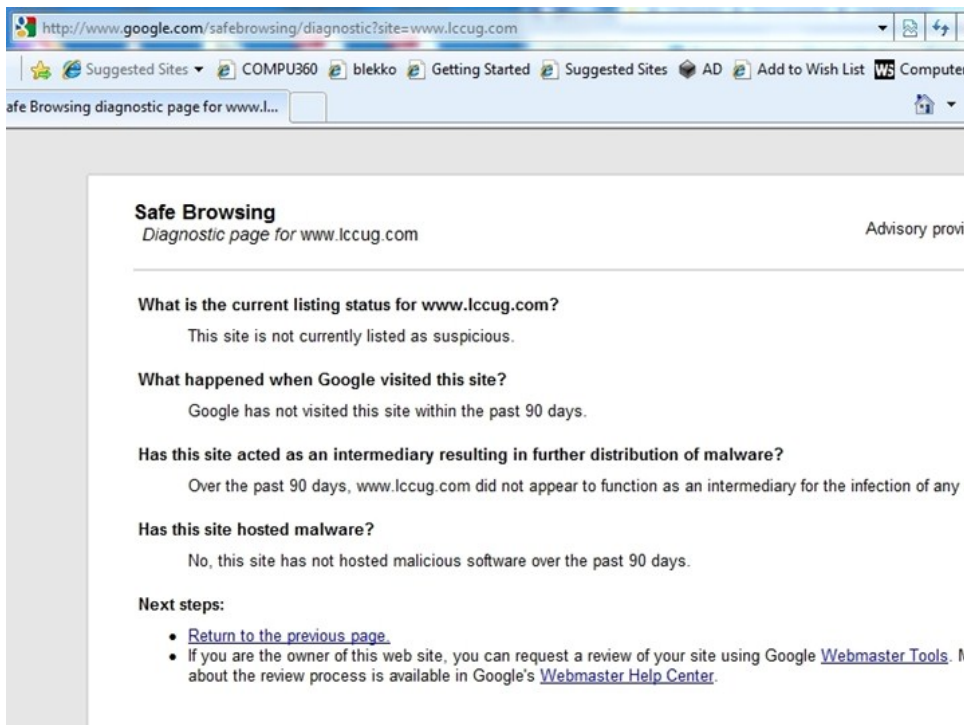 http://www.google.com/safebrowsing/diagnostic?site=www.lccug.com
Suggested Sites COMPU360 blekko Getting Started Suggested Sites AD Add to Wish List WS Computer
afe Browsing diagnostic page for www.l...
Safe Browsing
Diagnostic page for www.lccug.com
Advisory provi
What is the current listing status for www.lccug.com?
This site is not currently listed as suspicious.
What happened when Google visited this site?
Google has not visited this site within the past 90 days.
Has this site acted as an intermediary resulting in further distribution of malware?
Over the past 90 days, www.lccug.com did not appear to function as an intermediary for the infection of any
Has this site hosted malware?
No, this site has not hosted malicious software over the past 90 days.
Next steps:
• Return to the previous page.
• If you are the owner of this web site, you can request a review of your site using Google Webmaster Tools. M
about the review process is available in Google's Webmaster Help Center.